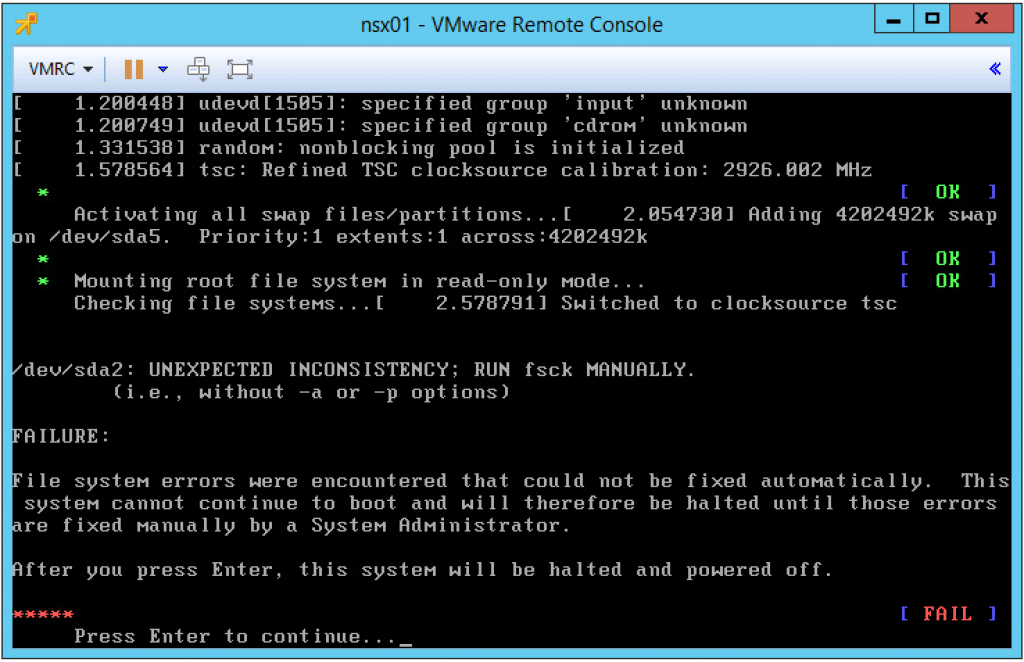 nsx01 - VMware Remote Console
VMRC
[    1.200448] udevd[1505]: specified group 'input' unknown
[    1.200749] udevd[1505]: specified group 'cdrom' unknown
[    1.331538] random: nonblocking pool is initialized
[    1.578564] tsc: Refined TSC clocksource calibration: 2926.002 MHz
  *                                                                    [  OK  ]
     Activating all swap files/partitions...[    2.054730] Adding 4202492k swap
on /dev/sda5.  Priority:1 extents:1 across:4202492k
  *                                                                    [  OK  ]
  *  Mounting root file system in read-only mode...                    [  OK  ]
     Checking file systems...[    2.578791] Switched to clocksource tsc
/dev/sda2: UNEXPECTED INCONSISTENCY; RUN fsck MANUALLY.
        (i.e., without -a or -p options)
FAILURE:
File system errors were encountered that could not be fixed automatically.  This
 system cannot continue to boot and will therefore be halted until those errors
are fixed manually by a System Administrator.
After you press Enter, this system will be halted and powered off.
*****                                                                  [ FAIL ]
     Press Enter to continue..._